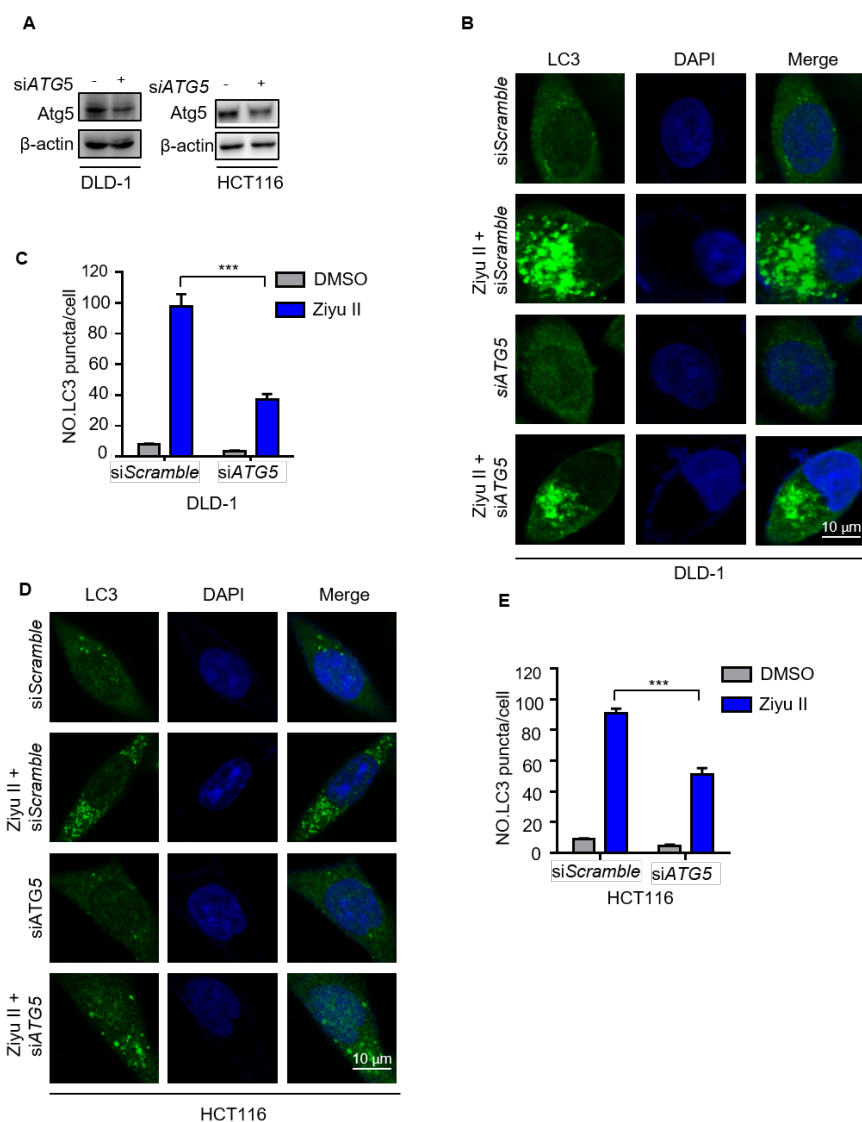 A
siATG5 - +
Atg5
β-actin
DLD-1
siATG5 - +
Atg5
β-actin
HCT116
B
LC3 DAPI Merge
siScramble
Ziyu II +
siScramble
siATG5
Ziyu II +
siATG5
10 μm
DLD-1
C
NO.LC3 puncta/cell
120
100
80
60
40
20
0
***
DMSO
Ziyu II
siScramble siATG5
DLD-1
D
LC3 DAPI Merge
siScramble
Ziyu II +
siScramble
siATG5
Ziyu II +
siATG5
10 μm
HCT116
E
NO.LC3 puncta/cell
120
100
80
60
40
20
0
***
DMSO
Ziyu II
siScramble siATG5
HCT116